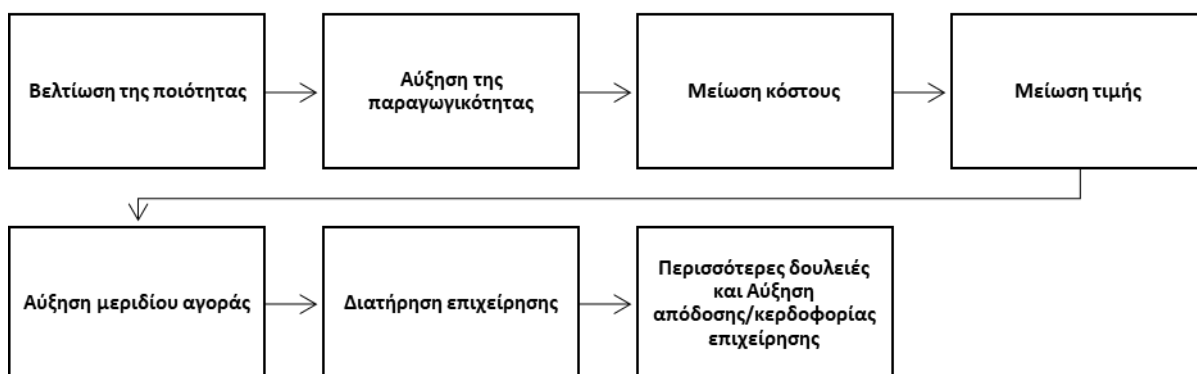 Βελτίωση της ποιότητας
Αύξηση της
παραγωγικότητας
Μείωση κόστους
Μείωση τιμής
Αύξηση μεριδίου αγοράς
Διατήρηση επιχείρησης
Περισσότερες δουλειές
και Αύξηση
απόδοσης/κερδοφορίας
επιχείρησης